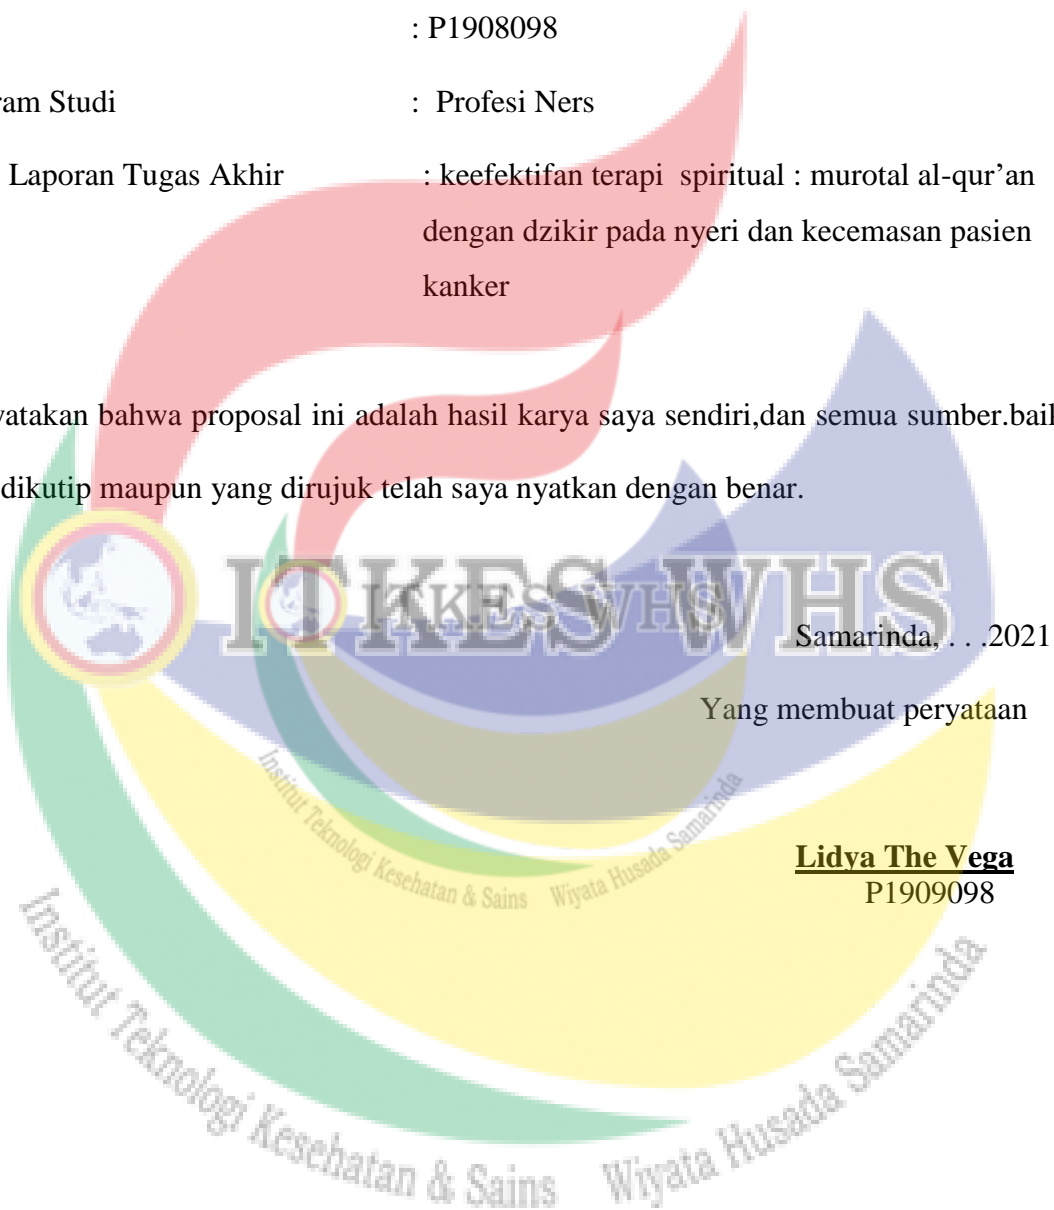 : P1908098
ram Studi : Profesi Ners
Laporan Tugas Akhir : keefektifan terapi spiritual : murotal al-qur’an
dengan dzikir pada nyeri dan kecemasan pasien
kanker
yatakan bahwa proposal ini adalah hasil karya saya sendiri,dan semua sumber.baik
dikutip maupun yang dirujuk telah saya nyatkan dengan benar.
ITKES WHS
ITKES WHS
Samarinda, . . .2021
Yang membuat peryataan
Institut Teknologi Kesehatan & Sains Wiyata Husada Samarinda
Lidya The Vega
P1909098
Institut Teknologi Kesehatan & Sains Wiyata Husada Samarinda